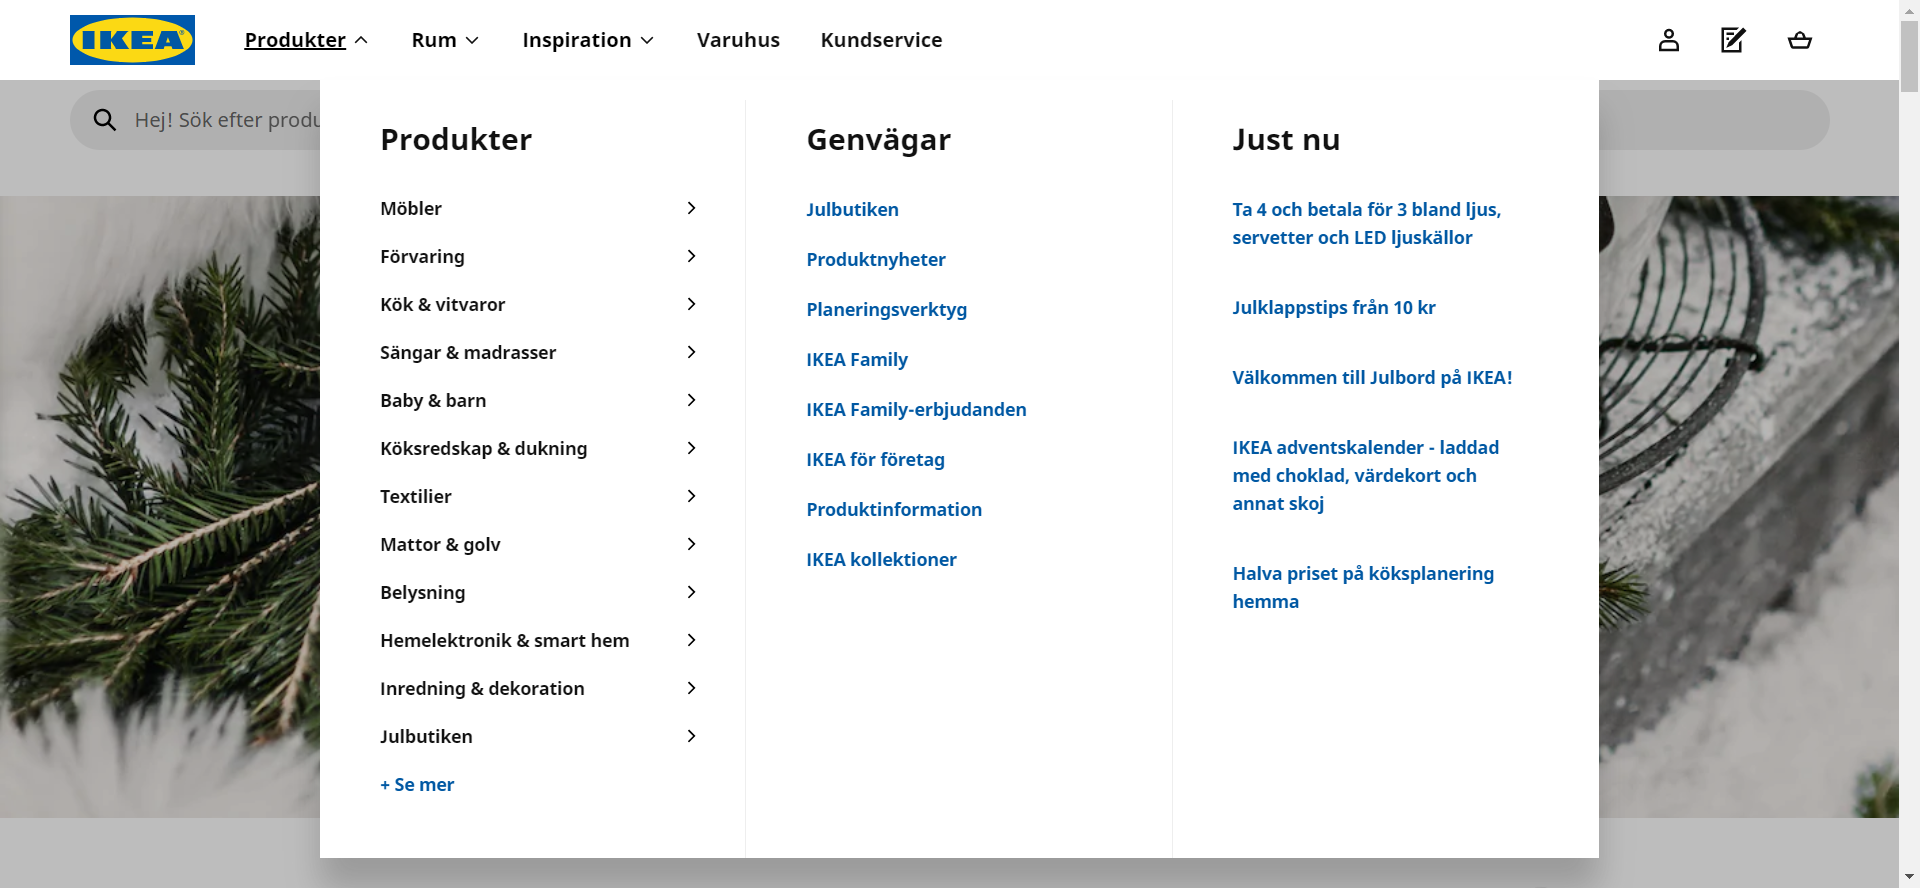 IKEA
Produkter
Rum
Inspiration
Varuhus
Kundservice
Hej! Sök efter produ
Produkter
Möbler
Förvaring
Kök & vitvaror
Sängar & madrasser
Baby & barn
Köksredskap & dukning
Textilier
Mattor & golv
Belysning
Hemelektronik & smart hem
Inredning & dekoration
Julbutiken
+ Se mer
Genvägar
Julbutiken
Produktnyheter
Planeringsverktyg
IKEA Family
IKEA Family-erbjudanden
IKEA för företag
Produktinformation
IKEA kollektioner
Just nu
Ta 4 och betala för 3 bland ljus,
servetter och LED ljuskällor
Julklappstips från 10 kr
Välkommen till Julbord på IKEA!
IKEA adventskalender - laddad
med choklad, värdekort och
annat skoj
Halva priset på köksplanering
hemma